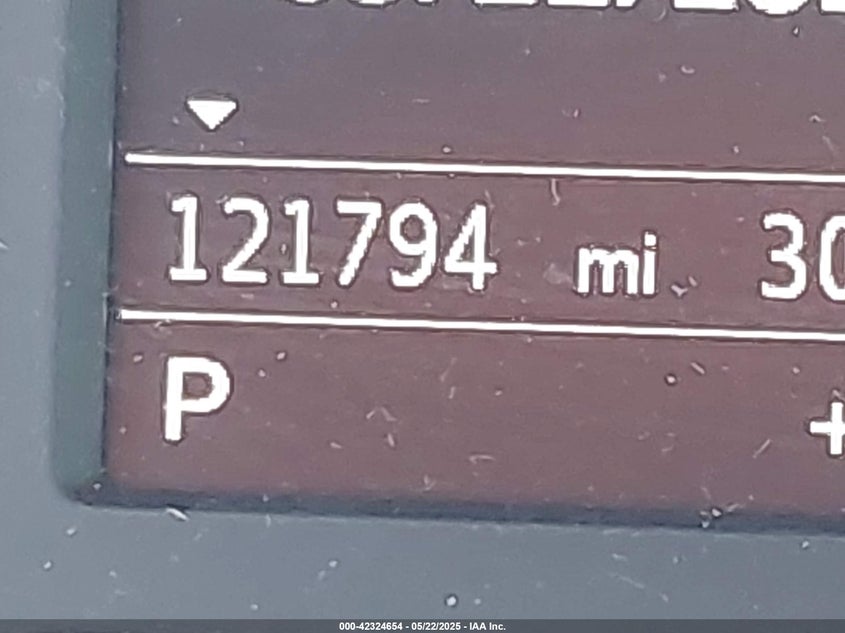 121794 mi 30
P +
000-42324654 - 05/22/2025 - IAA Inc.